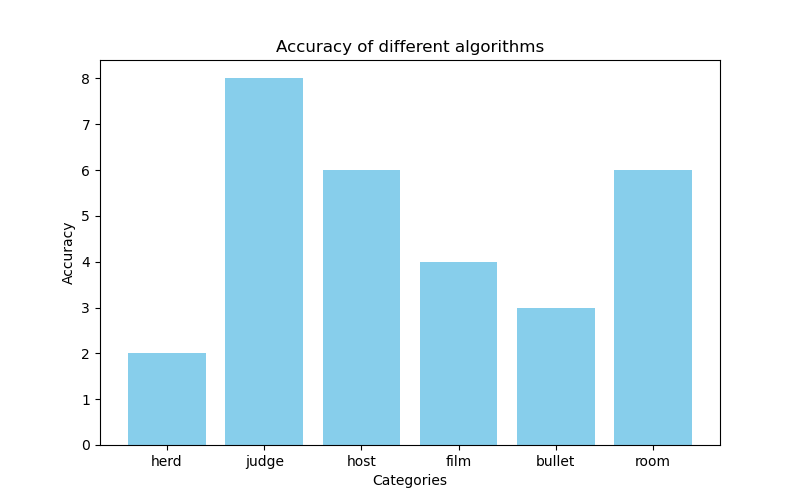 Accuracy of different algorithms
8
7
6
5
4
3
2
1
0
Accuracy
herd judge host film bullet room
Categories